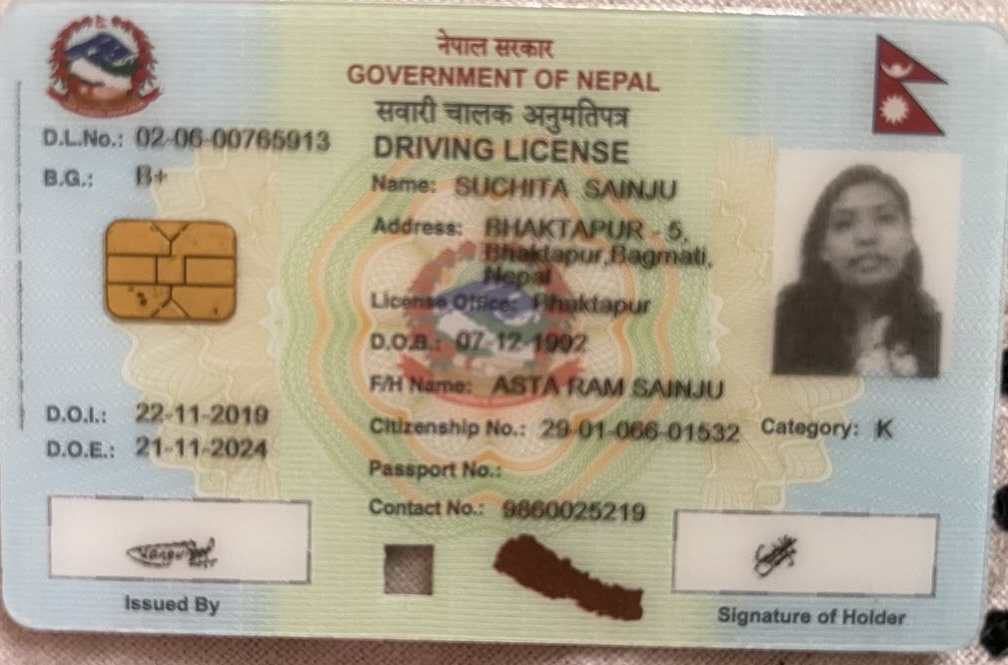 नेपाल सरकार
GOVERNMENT OF NEPAL
सवारी चालक अनुमतिपत्र
DRIVING LICENSE
D.L.No.: 02-06-00765913
B.G.: B+
Name: SUCHITA SAINJU
Address: BHAKTAPUR - 5,
Bhaktapur,Bagmati,
Nepal
License Office: Bhaktapur
D.O.B.: 07-12-1992
F/H Name: ASTA RAM SAINJU
D.O.I.: 22-11-2019
Citizenship No.: 29-01-066-01532 Category: K
D.O.E.: 21-11-2024
Passport No.:
Contact No.: 9860025219
Issued By
Signature of Holder